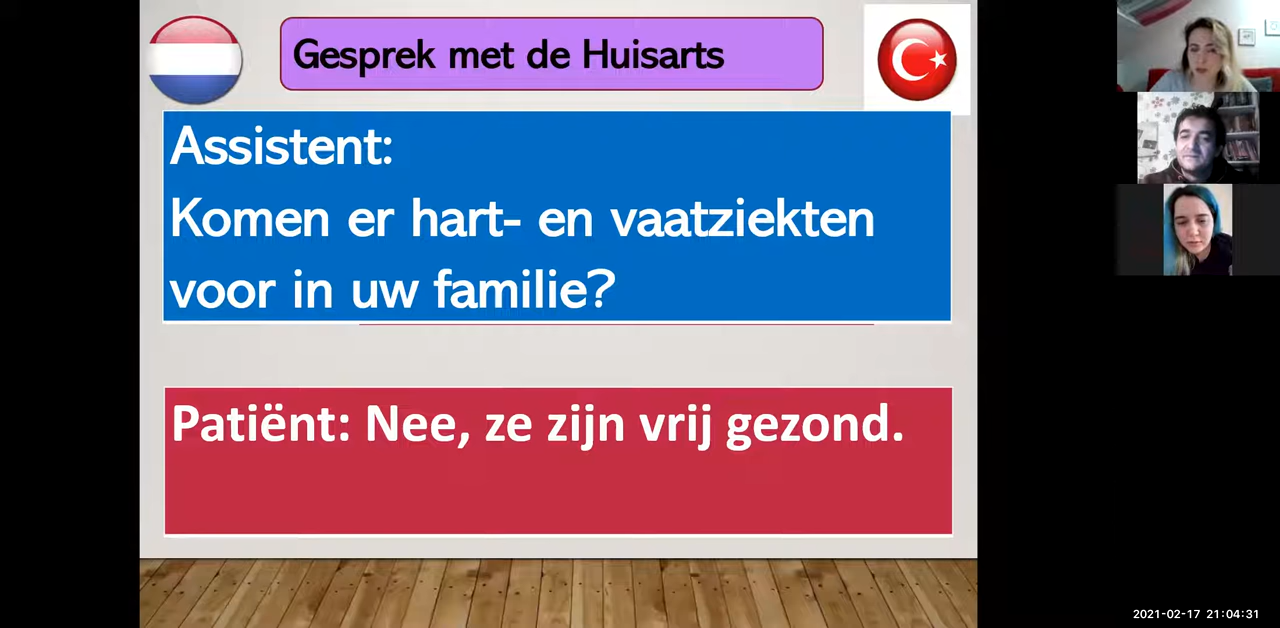 Gesprek met de Huisarts
Assistent:
Komen er hart- en vaatziekten
voor in uw familie?
Patiënt: Nee, ze zijn vrij gezond.
2021-02-17 21:04:31